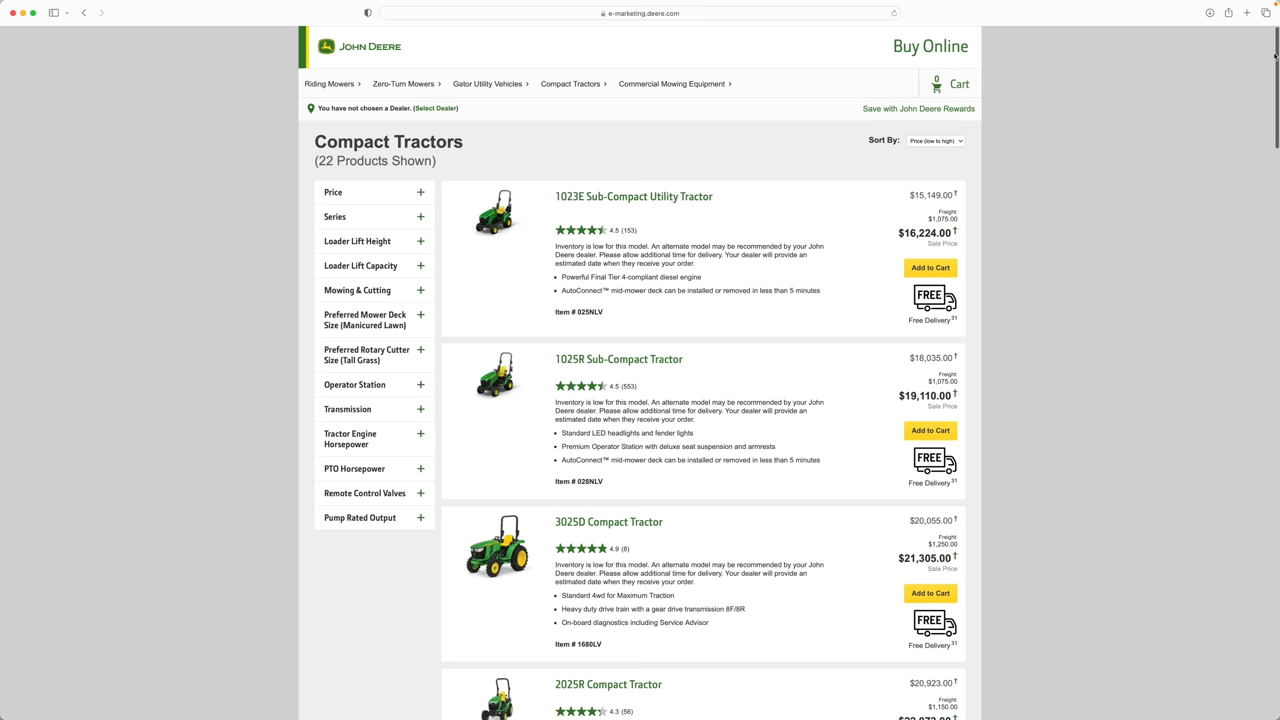 e-marketing.deere.com
JOHN DEERE
Buy Online
Riding Mowers
Zero-Turn Mowers
Gator Utility Vehicles
Compact Tractors
Commercial Mowing Equipment
0
Cart
You have not chosen a Dealer. (Select Dealer)
Save with John Deere Rewards
Compact Tractors
(22 Products Shown)
Sort By:
Price (low to high)
Price +
Series +
Loader Lift Height +
Loader Lift Capacity +
Mowing & Cutting +
Preferred Mower Deck +
Size (Manicured Lawn)
Preferred Rotary Cutter +
Size (Tall Grass)
Operator Station +
Transmission +
Tractor Engine +
Horsepower
PTO Horsepower +
Remote Control Valves +
Pump Rated Output +
1023E Sub-Compact Utility Tractor
4.5 (153)
Inventory is low for this model. An alternate model may be recommended by your John
Deere dealer. Please allow additional time for delivery. Your dealer will provide an
estimated date when they receive your order.
• Powerful Final Tier 4-compliant diesel engine
• AutoConnect™ mid-mower deck can be installed or removed in less than 5 minutes
Item # 025NLV
$15,149.00†
Freight:
$1,075.00
$16,224.00†
Sale Price
Add to Cart
FREE
Free Delivery31
1025R Sub-Compact Tractor
4.5 (553)
Inventory is low for this model. An alternate model may be recommended by your John
Deere dealer. Please allow additional time for delivery. Your dealer will provide an
estimated date when they receive your order.
• Standard LED headlights and fender lights
• Premium Operator Station with deluxe seat suspension and armrests
• AutoConnect™ mid-mower deck can be installed or removed in less than 5 minutes
Item # 028NLV
$18,035.00†
Freight:
$1,075.00
$19,110.00†
Sale Price
Add to Cart
FREE
Free Delivery31
3025D Compact Tractor
4.9 (8)
Inventory is low for this model. An alternate model may be recommended by your John
Deere dealer. Please allow additional time for delivery. Your dealer will provide an
estimated date when they receive your order.
• Standard 4wd for Maximum Traction
• Heavy duty drive train with a gear drive transmission 8F/8R
• On-board diagnostics including Service Advisor
Item # 1680LV
$20,055.00†
Freight:
$1,250.00
$21,305.00†
Sale Price
Add to Cart
FREE
Free Delivery31
2025R Compact Tractor
4.3 (56)
$20,923.00†
Freight:
$1,150.00